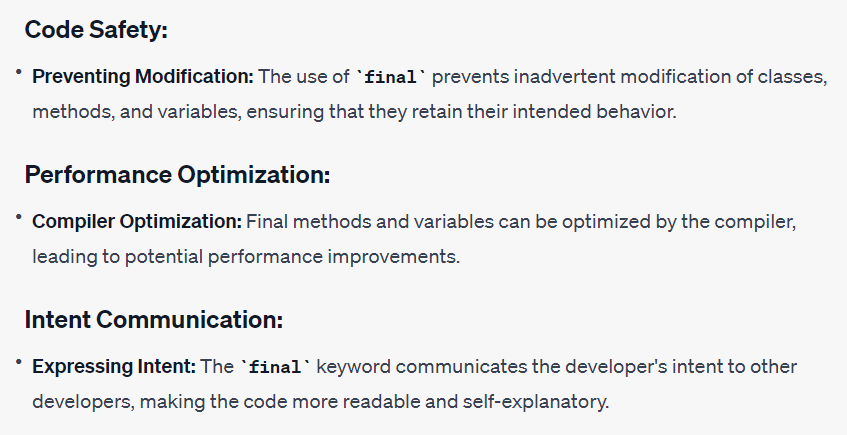 Code Safety:
• Preventing Modification: The use of `final` prevents inadvertent modification of classes,
methods, and variables, ensuring that they retain their intended behavior.
Performance Optimization:
• Compiler Optimization: Final methods and variables can be optimized by the compiler,
leading to potential performance improvements.
Intent Communication:
• Expressing Intent: The `final` keyword communicates the developer's intent to other
developers, making the code more readable and self-explanatory.